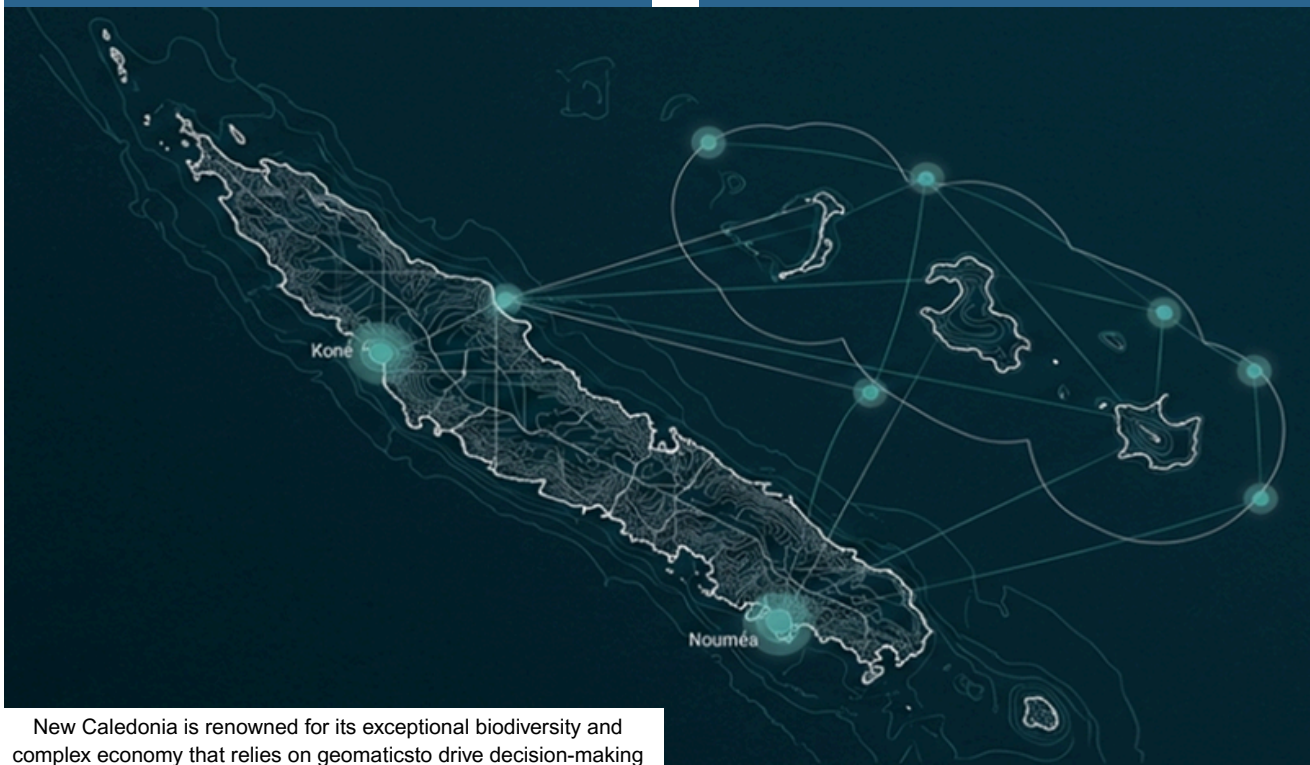 Koné
Nouméa
New Caledonia is renowned for its exceptional biodiversity and
complex economy that relies on geomaticsto drive decision-making